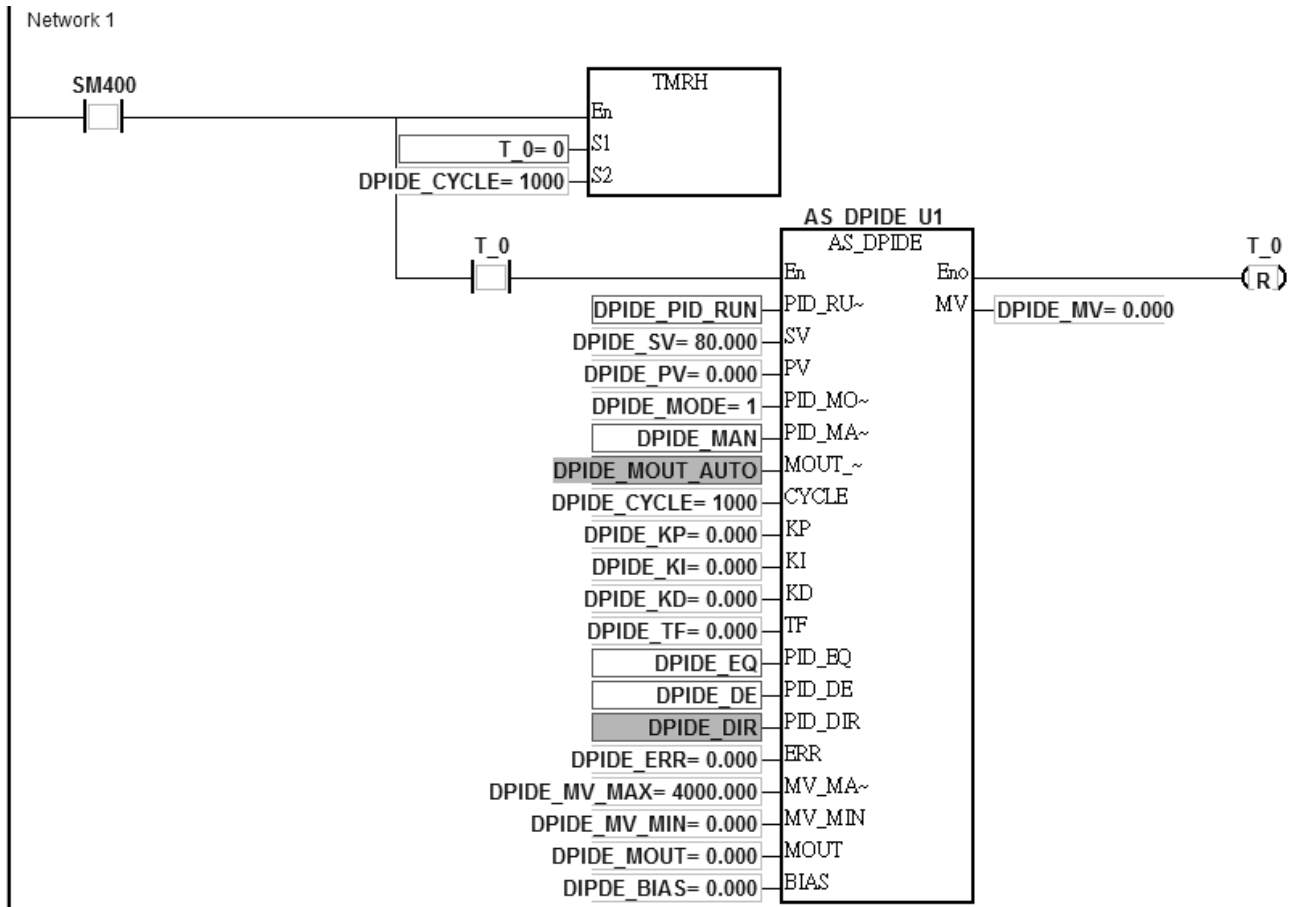 Network 1
SM400
TMRH
En
T_0= 0 S1
DPIDE_CYCLE= 1000 S2
AS_DPIDE_U1
T_0 AS_DPIDE T_0
En Eno R
DPIDE_PID_RUN PID_RU~ MV DPIDE_MV= 0.000
DPIDE_SV= 80.000 SV
DPIDE_PV= 0.000 PV
DPIDE_MODE= 1 PID_MO~
DPIDE_MAN PID_MA~
DPIDE_MOUT_AUTO MOUT_~
DPIDE_CYCLE= 1000 CYCLE
DPIDE_KP= 0.000 KP
DPIDE_KI= 0.000 KI
DPIDE_KD= 0.000 KD
DPIDE_TF= 0.000 TF
DPIDE_EQ PID_EQ
DPIDE_DE PID_DE
DPIDE_DIR PID_DIR
DPIDE_ERR= 0.000 ERR
DPIDE_MV_MAX= 4000.000 MV_MA~
DPIDE_MV_MIN= 0.000 MV_MIN
DPIDE_MOUT= 0.000 MOUT
DIPDE_BIAS= 0.000 BIAS